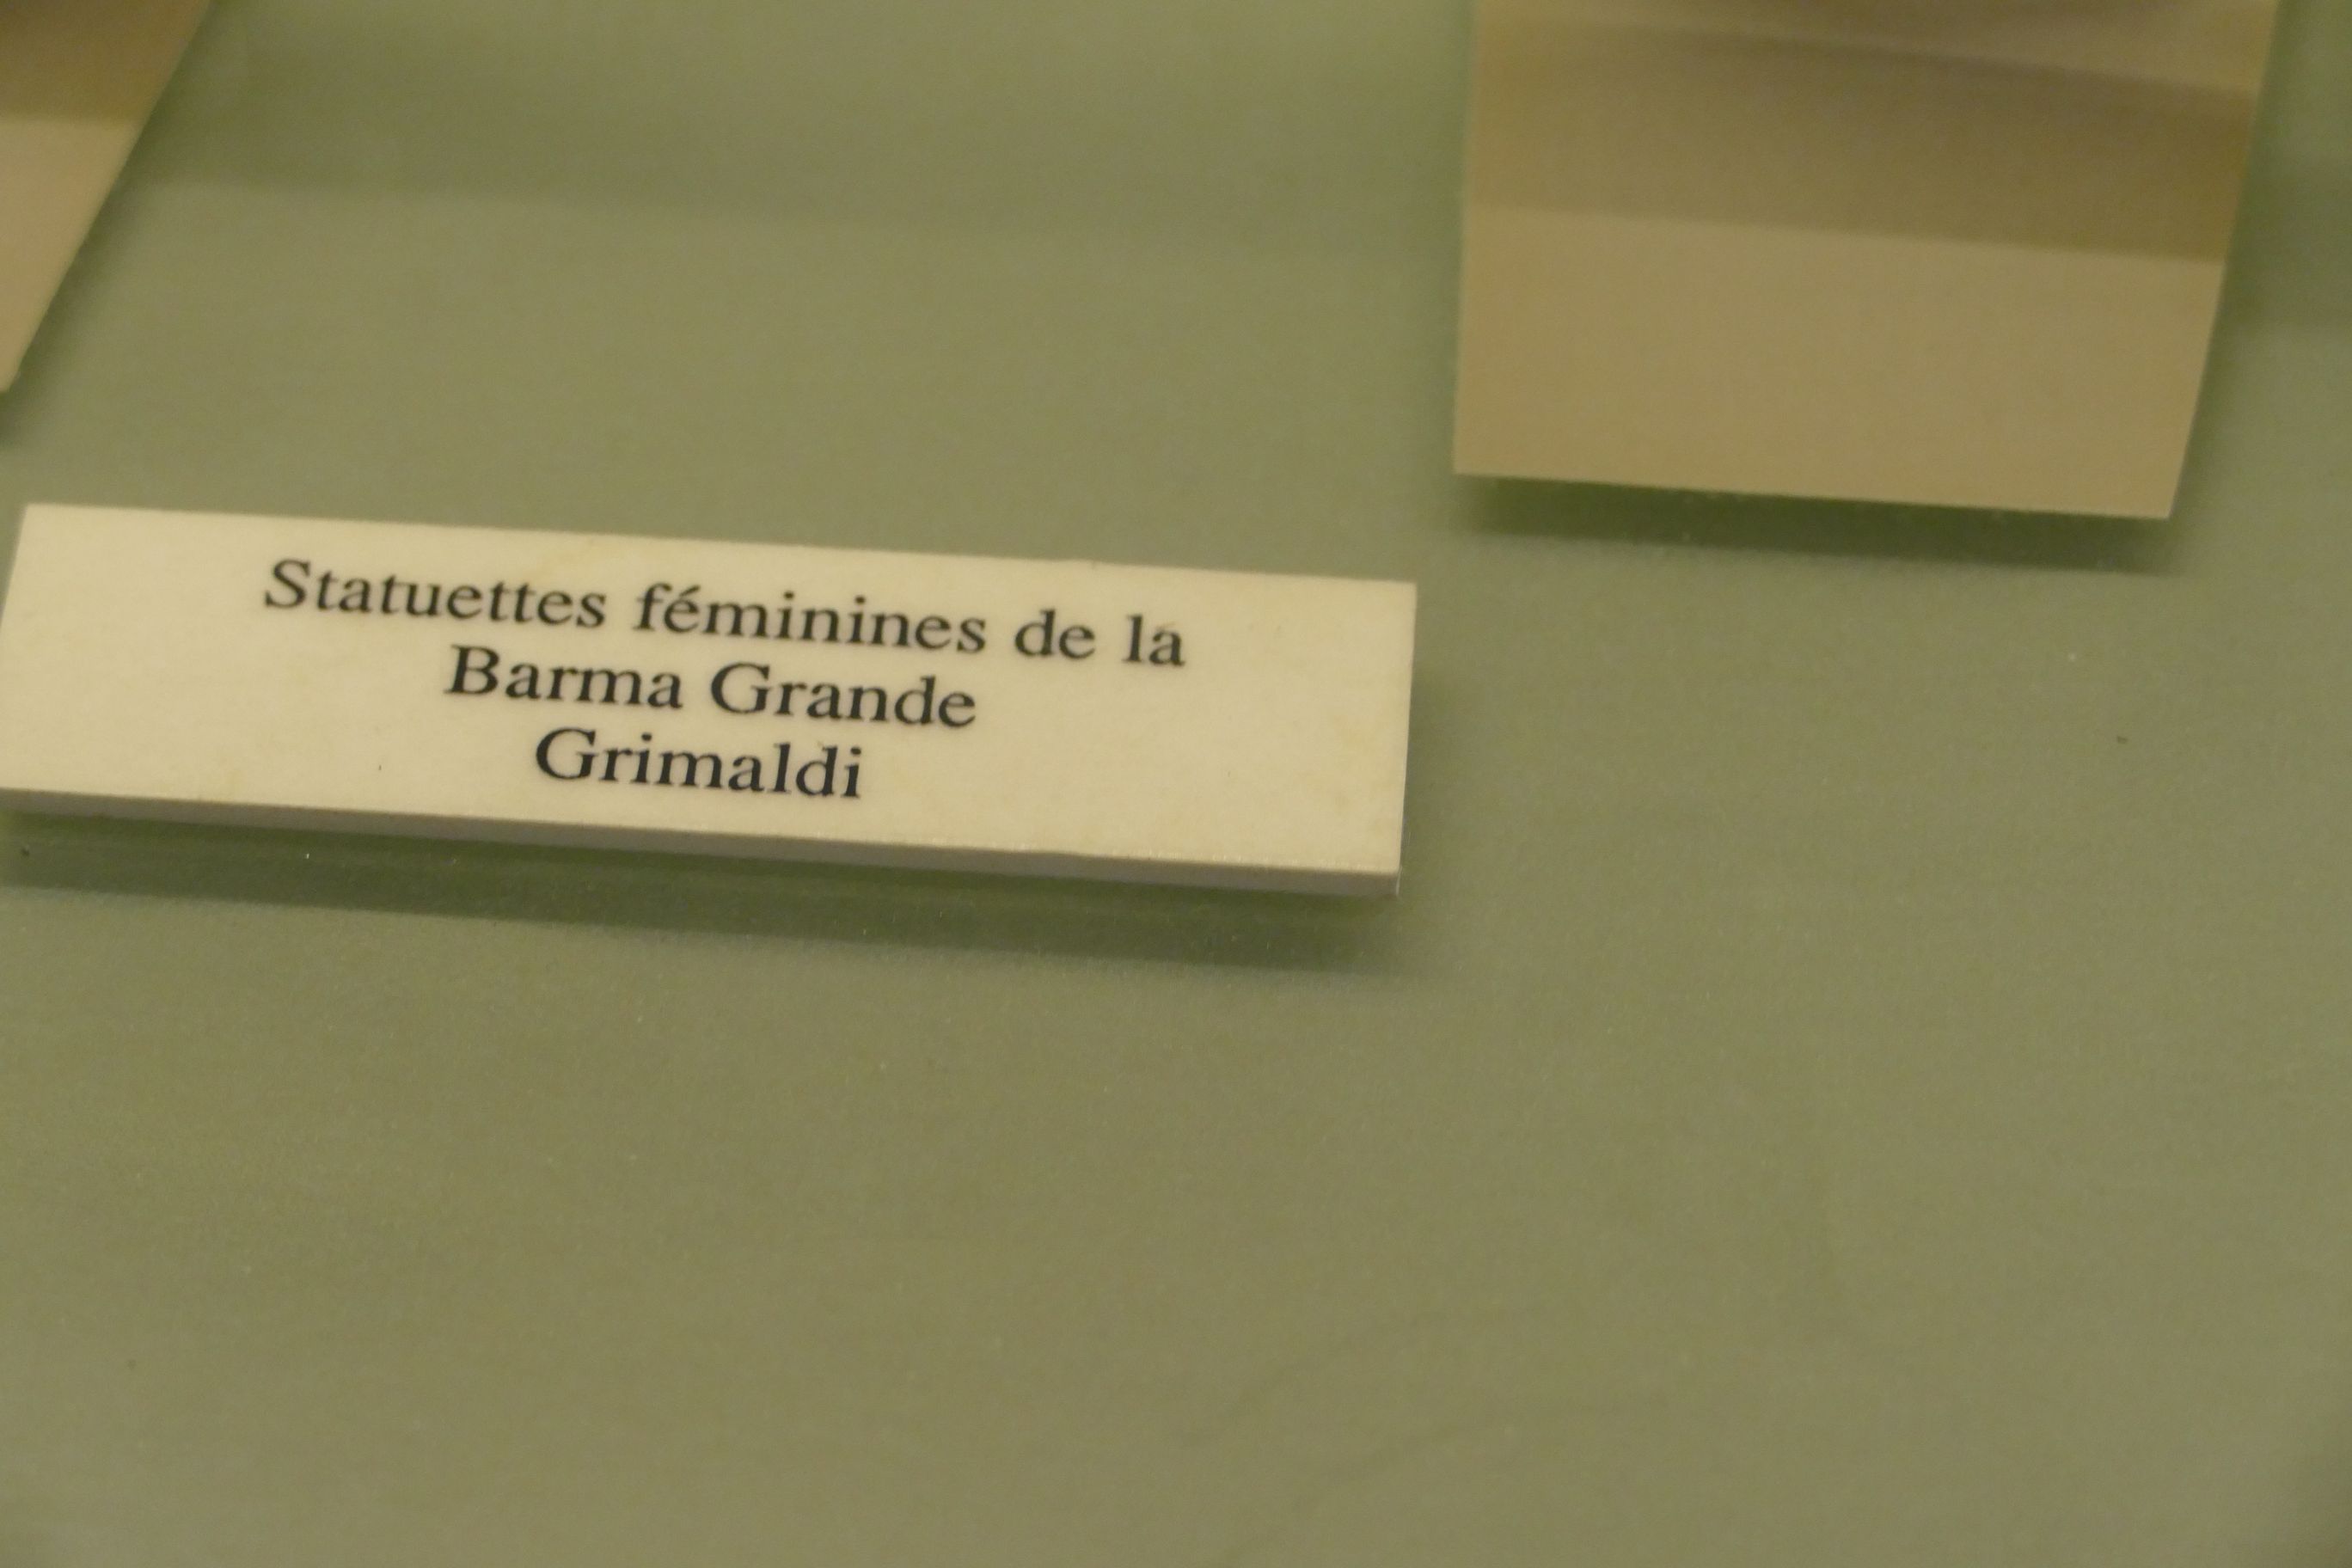 Statuettes féminines de la
Barma Grande
Grimaldi